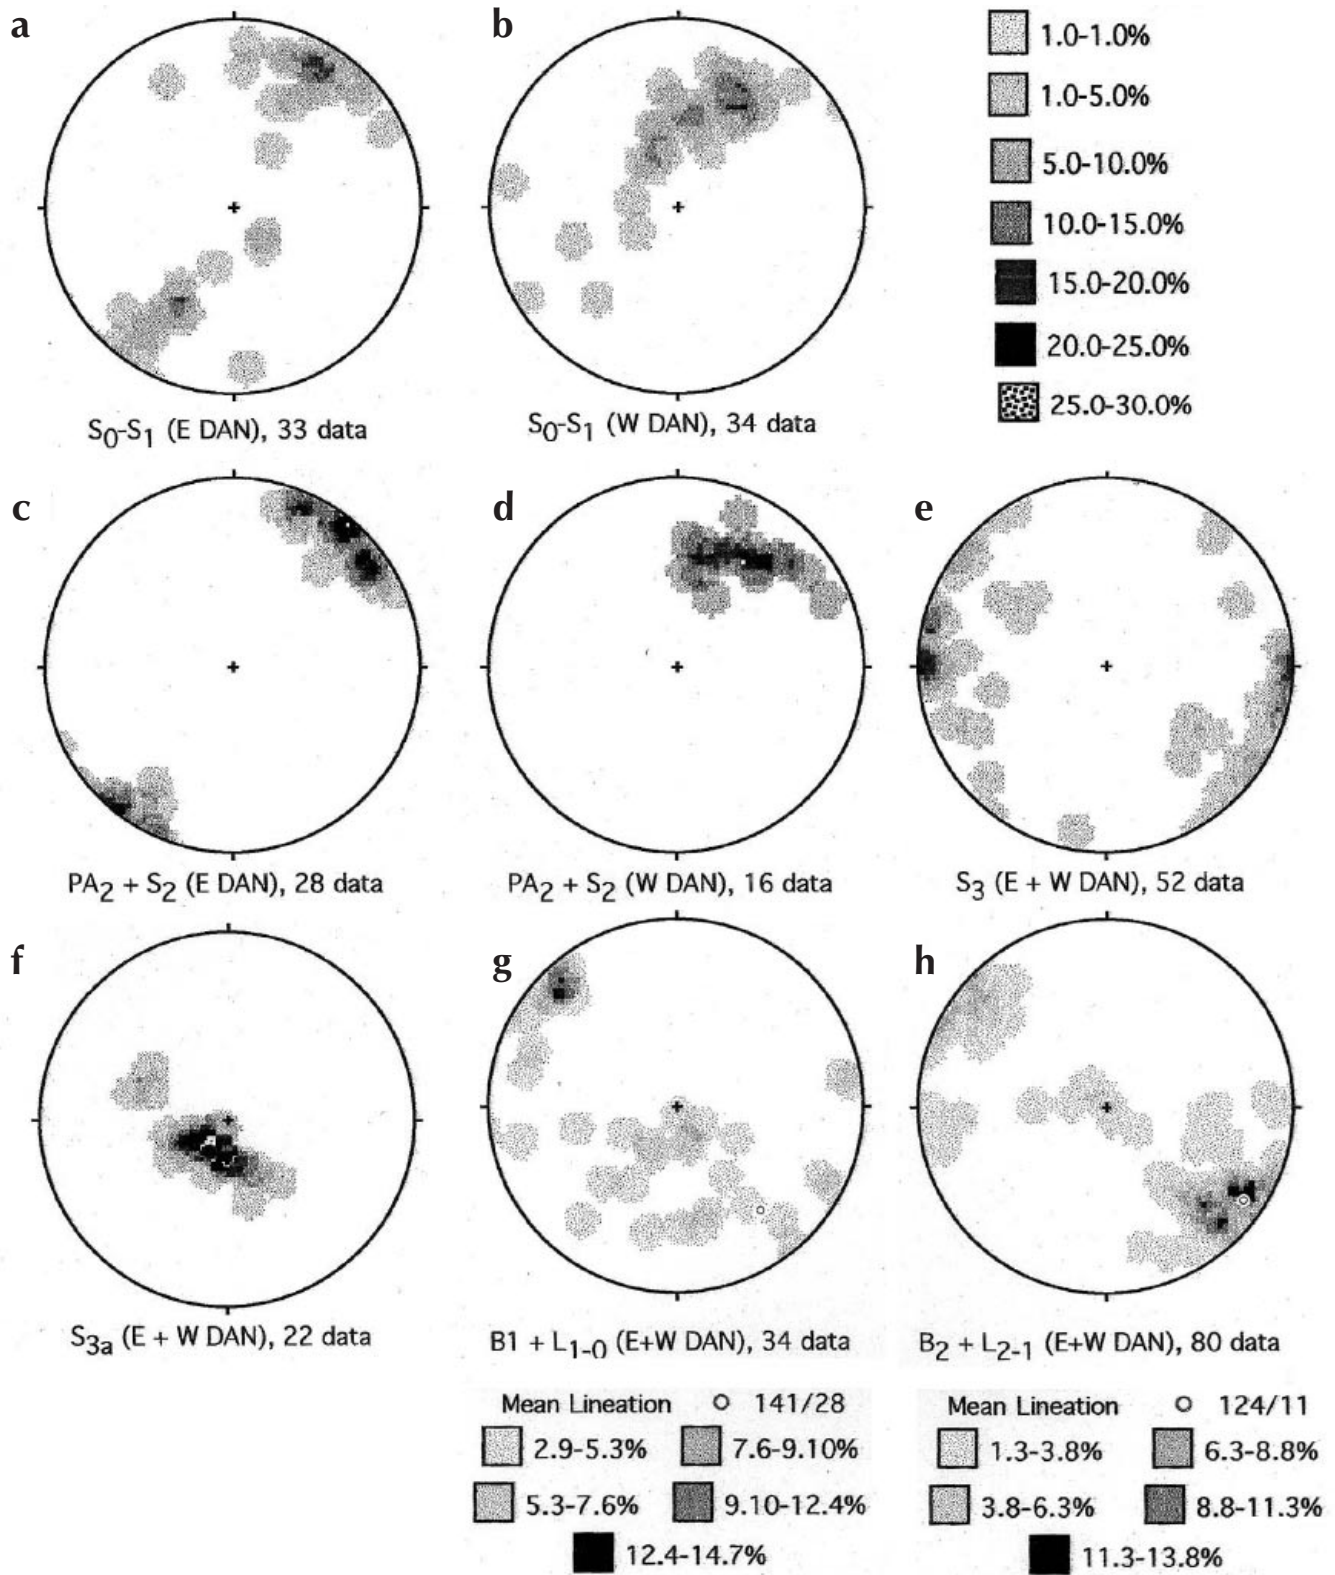 a
b
1.0-1.0%
1.0-5.0%
5.0-10.0%
10.0-15.0%
15.0-20.0%
20.0-25.0%
25.0-30.0%
S0-S1 (E DAN), 33 data
S0-S1 (W DAN), 34 data
c
d
e
PA2 + S2 (E DAN), 28 data
PA2 + S2 (W DAN), 16 data
S3 (E + W DAN), 52 data
f
g
h
S3a (E + W DAN), 22 data
B1 + L1-0 (E+W DAN), 34 data
B2 + L2-1 (E+W DAN), 80 data
Mean Lineation 141/28
2.9-5.3% 7.6-9.10%
5.3-7.6% 9.10-12.4%
12.4-14.7%
Mean Lineation 124/11
1.3-3.8% 6.3-8.8%
3.8-6.3% 8.8-11.3%
11.3-13.8%